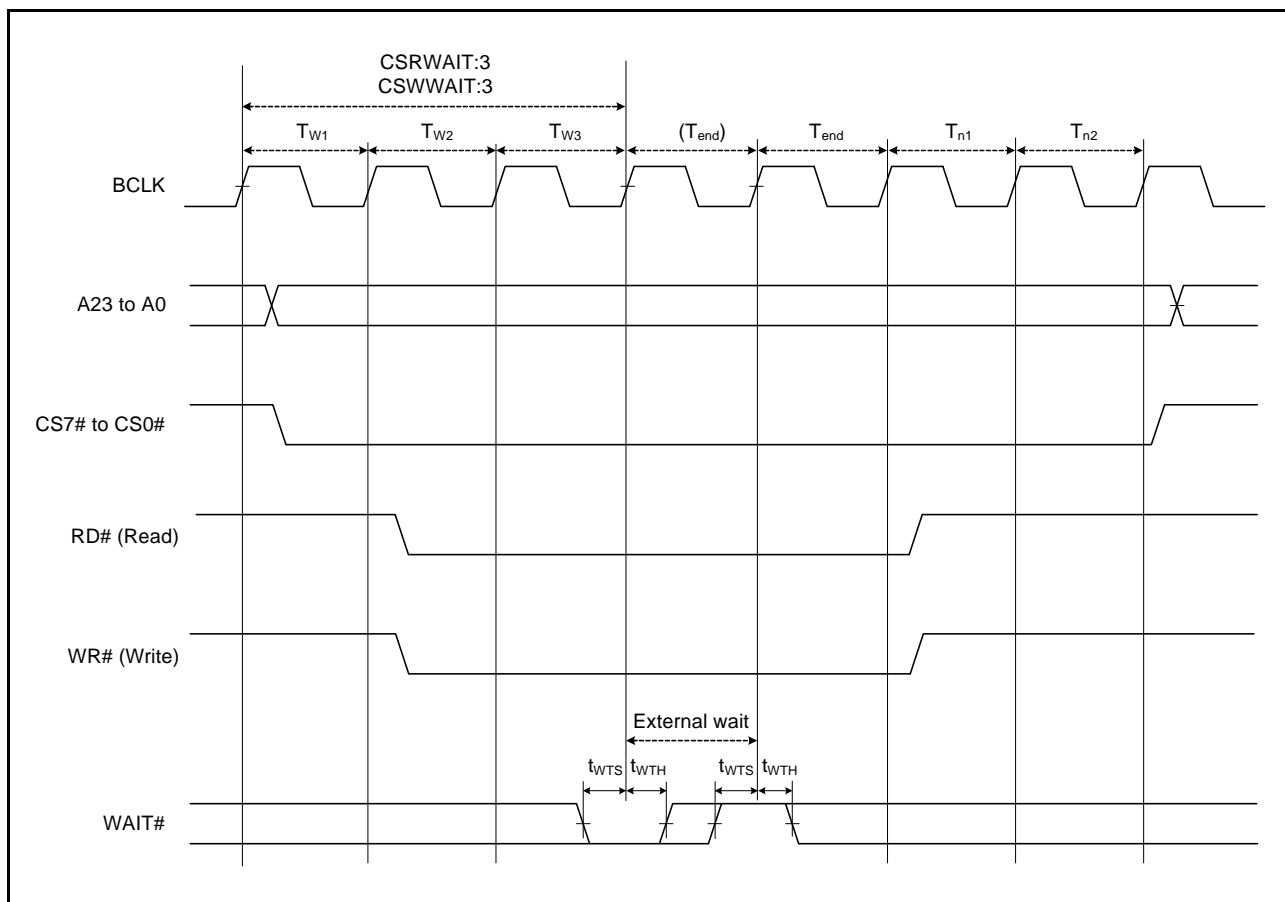 CSRWAIT:3
CSWWAIT:3
TW1 TW2 TW3 (Tend) Tend Tn1 Tn2
BCLK
A23 to A0
CS7# to CS0#
RD# (Read)
WR# (Write)
External wait
tWTS tWTH tWTS tWTH
WAIT#